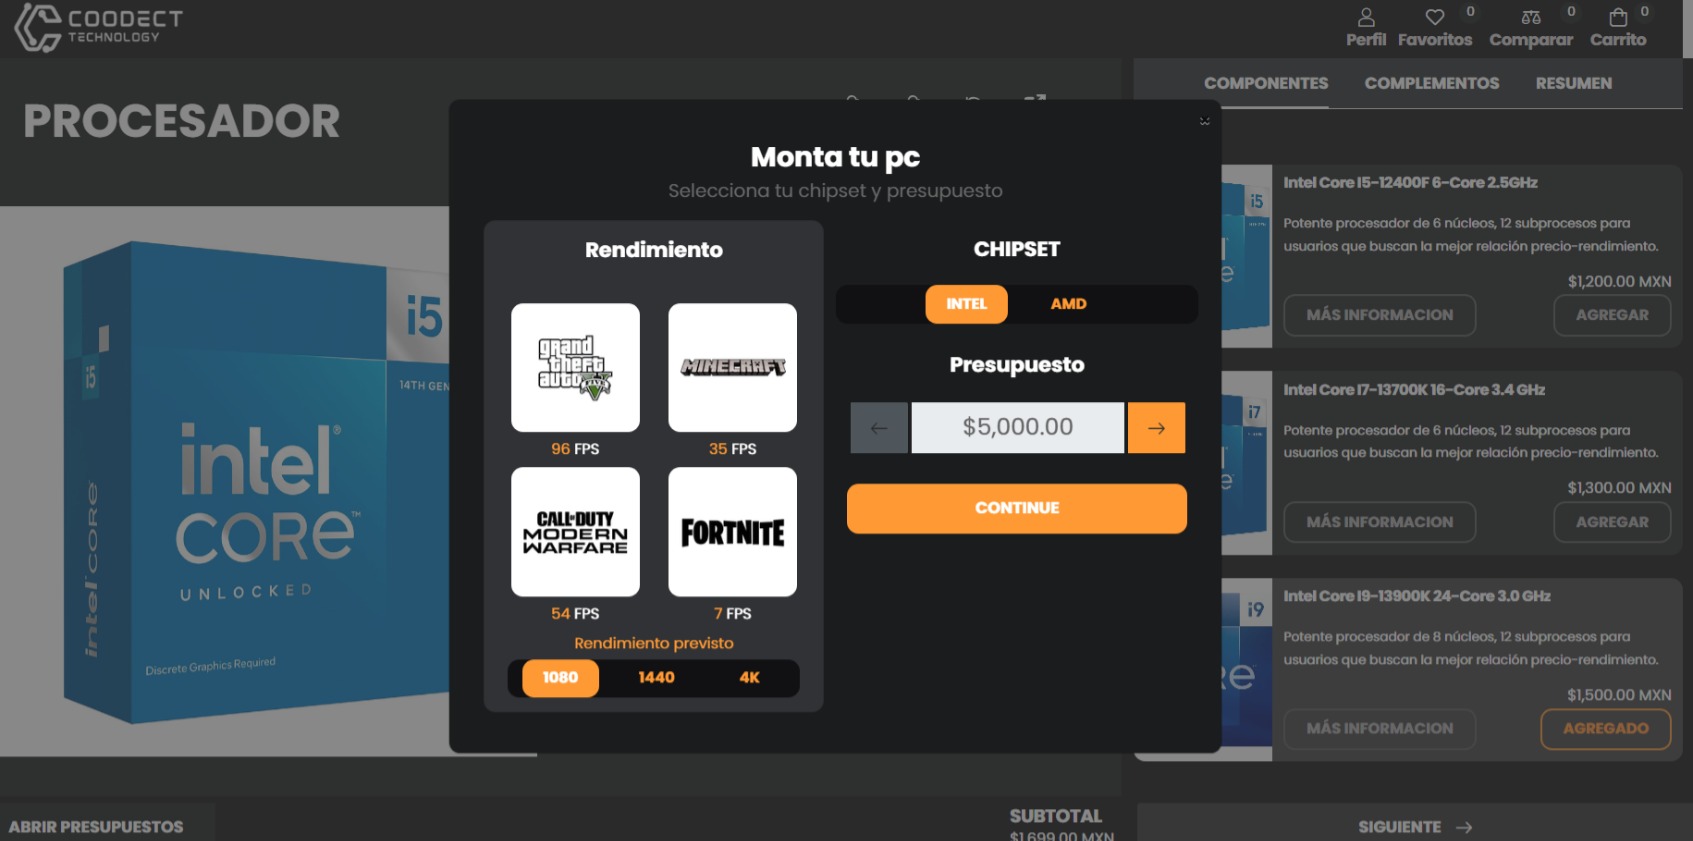 COODECT
TECHNOLOGY
0
0
0
Perfil
Favoritos
Comparar
Carrito
PROCESADOR
COMPONENTES
COMPLEMENTOS
RESUMEN
Monta tu pc
Selecciona tu chipset y presupuesto
Rendimiento
grand
theft
auto
FIVE
MINECRAFT
96 FPS
35 FPS
CALL OF DUTY
MODERN
WARFARE
FORTNITE
54 FPS
7 FPS
Rendimiento previsto
1080
1440
4K
CHIPSET
INTEL
AMD
Presupuesto
$5,000.00
CONTINUE
i5
i5
14TH GEN
intel®
CORE™
UNLOCKED
intel CORE
Discrete Graphics Required
i5
Intel Core I5-12400F 6-Core 2.5GHz
Potente procesador de 6 núcleos, 12 subprocesos para
usuarios que buscan la mejor relación precio-rendimiento.
$1,200.00 MXN
MÁS INFORMACION
AGREGAR
i7
Intel Core I7-13700K 16-Core 3.4 GHz
Potente procesador de 6 núcleos, 12 subprocesos para
usuarios que buscan la mejor relación precio-rendimiento.
$1,300.00 MXN
MÁS INFORMACION
AGREGAR
i9
Intel Core I9-13900K 24-Core 3.0 GHz
Potente procesador de 8 núcleos, 12 subprocesos para
usuarios que buscan la mejor relación precio-rendimiento.
$1,500.00 MXN
MÁS INFORMACION
AGREGADO
ABRIR PRESUPUESTOS
SUBTOTAL
$1,699.00 MXN
SIGUIENTE